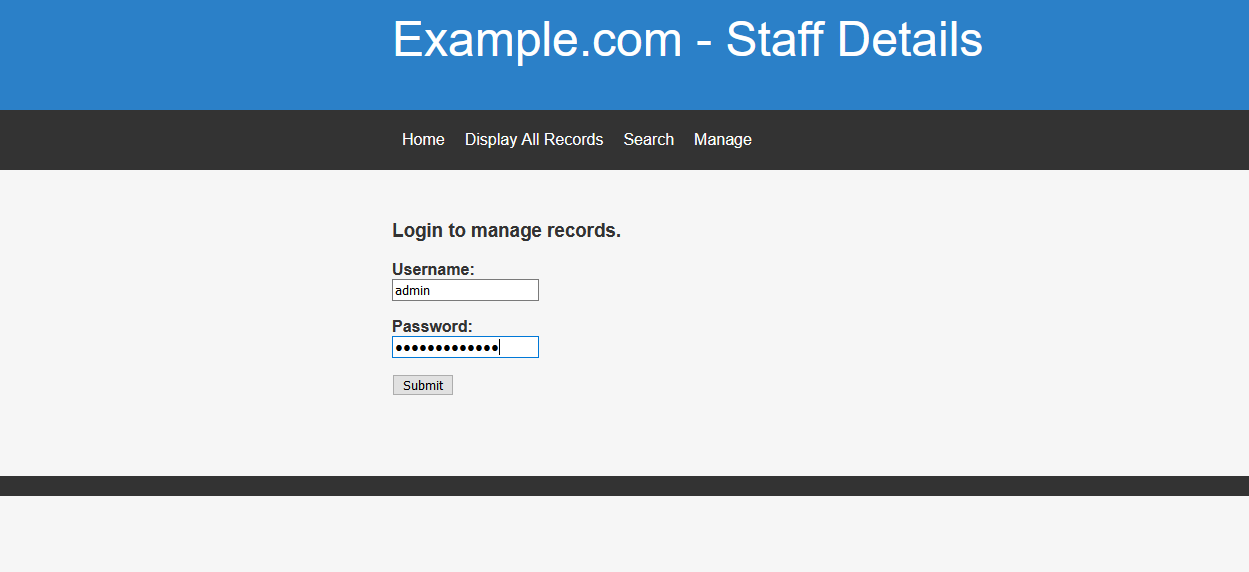 Example.com - Staff Details
Home Display All Records Search Manage
Login to manage records.
Username:
admin
Password:
●●●●●●●●●●●●●
Submit